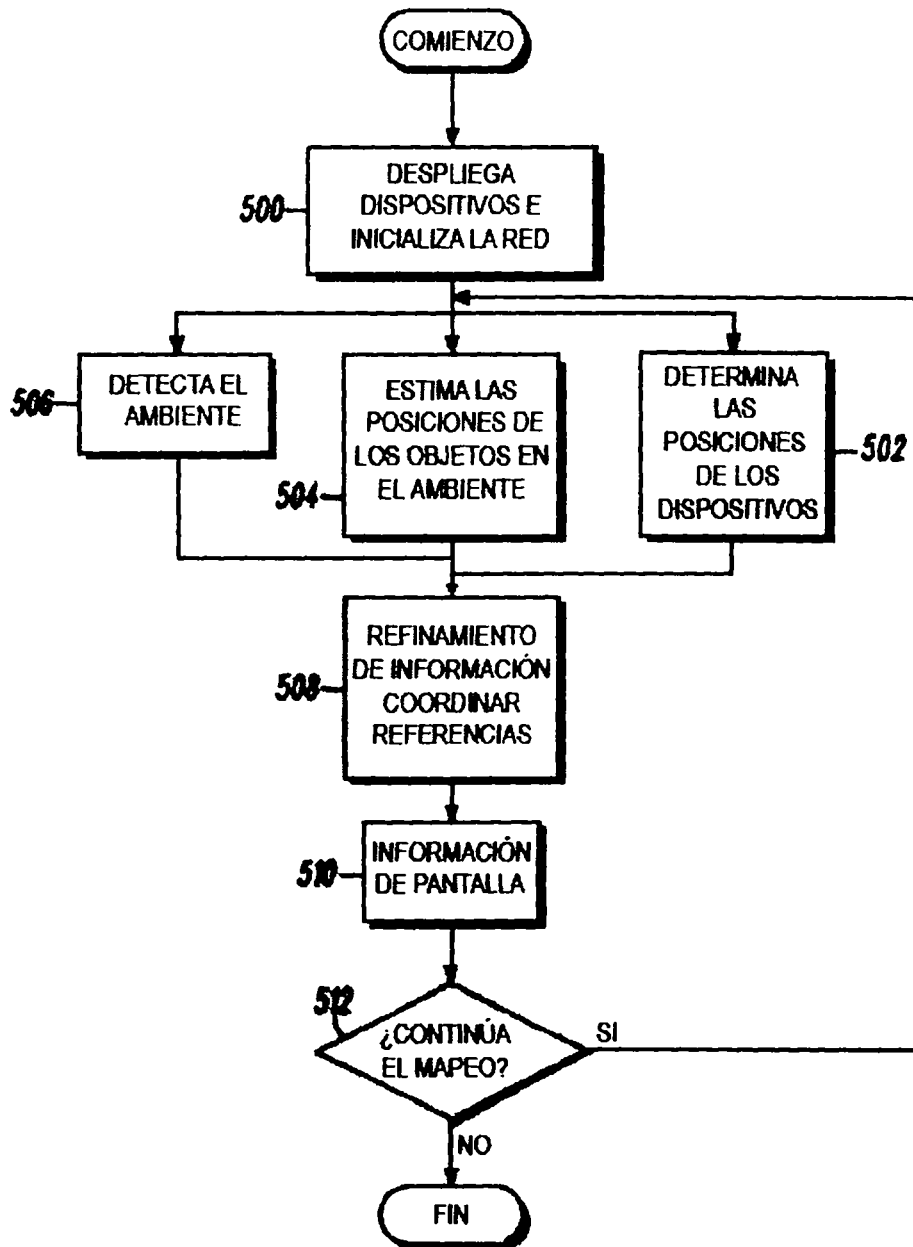 COMIENZO
500
DESPLIEGA
DISPOSITIVOS E
INICIALIZA LA RED
506
DETECTA EL
AMBIENTE
504
ESTIMA LAS
POSICIONES DE
LOS OBJETOS EN
EL AMBIENTE
DETERMINA
LAS
POSICIONES
DE LOS
DISPOSITIVOS
502
508
REFINAMIENTO
DE INFORMACIÓN
COORDINAR
REFERENCIAS
510
INFORMACIÓN
DE PANTALLA
512
¿CONTINÚA
EL MAPEO?
SI
NO
FIN